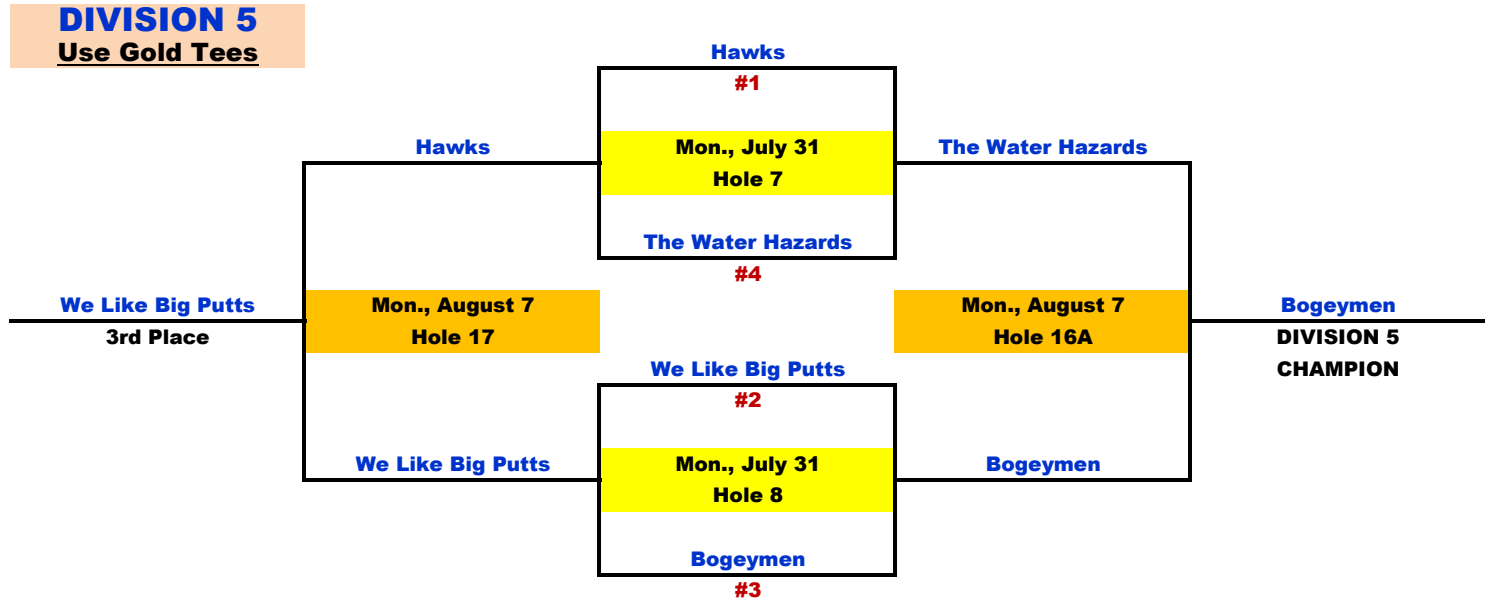 DIVISION 5
Use Gold Tees
Hawks
#1
Hawks
Mon., July 31
The Water Hazards
Hole 7
The Water Hazards
#4
We Like Big Putts
Mon., August 7
Mon., August 7
Bogeymen
3rd Place
Hole 17
Hole 16A
DIVISION 5
We Like Big Putts
CHAMPION
#2
We Like Big Putts
Mon., July 31
Bogeymen
Hole 8
Bogeymen
#3